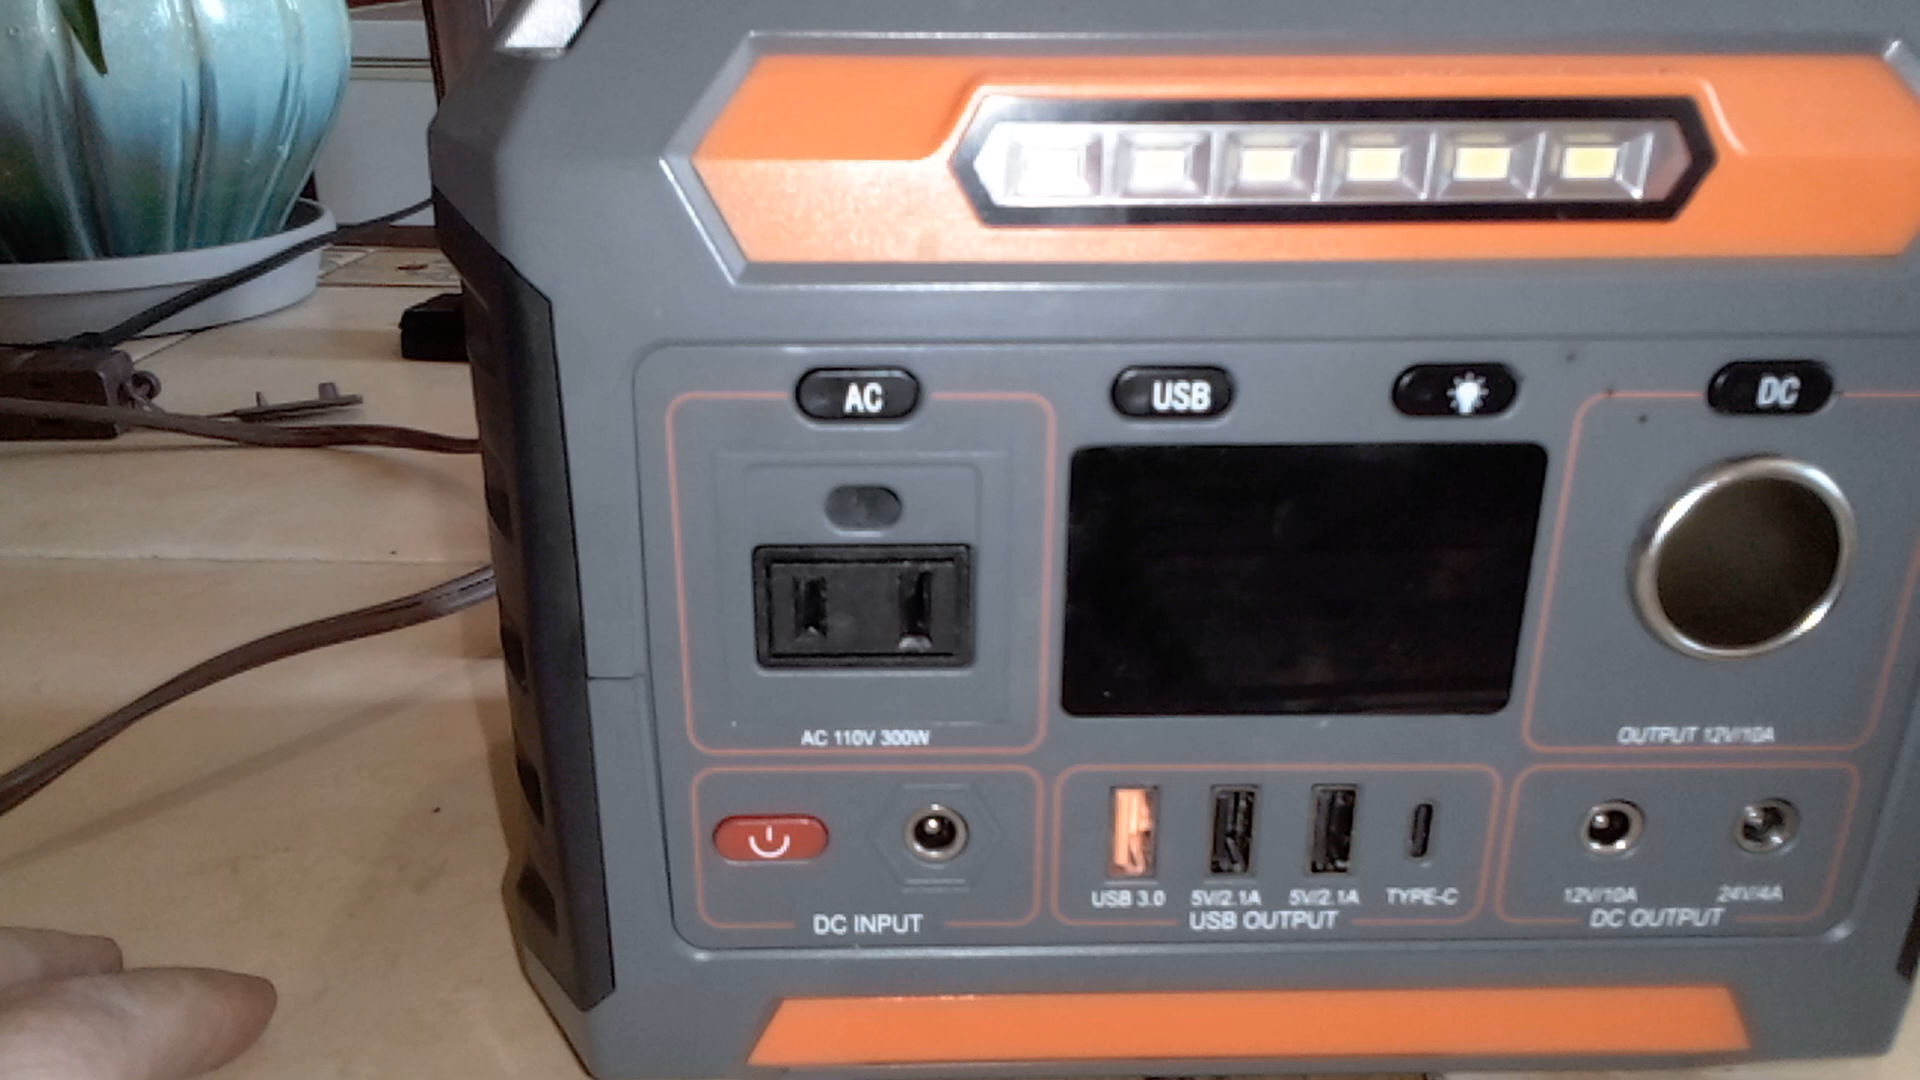 AC
USB
DC
AC 110V 300W
OUTPUT 12V/10A
USB 3.0
5V/2.1A
5V/2.1A
TYPE-C
12V/10A
24V/4A
DC INPUT
USB OUTPUT
DC OUTPUT